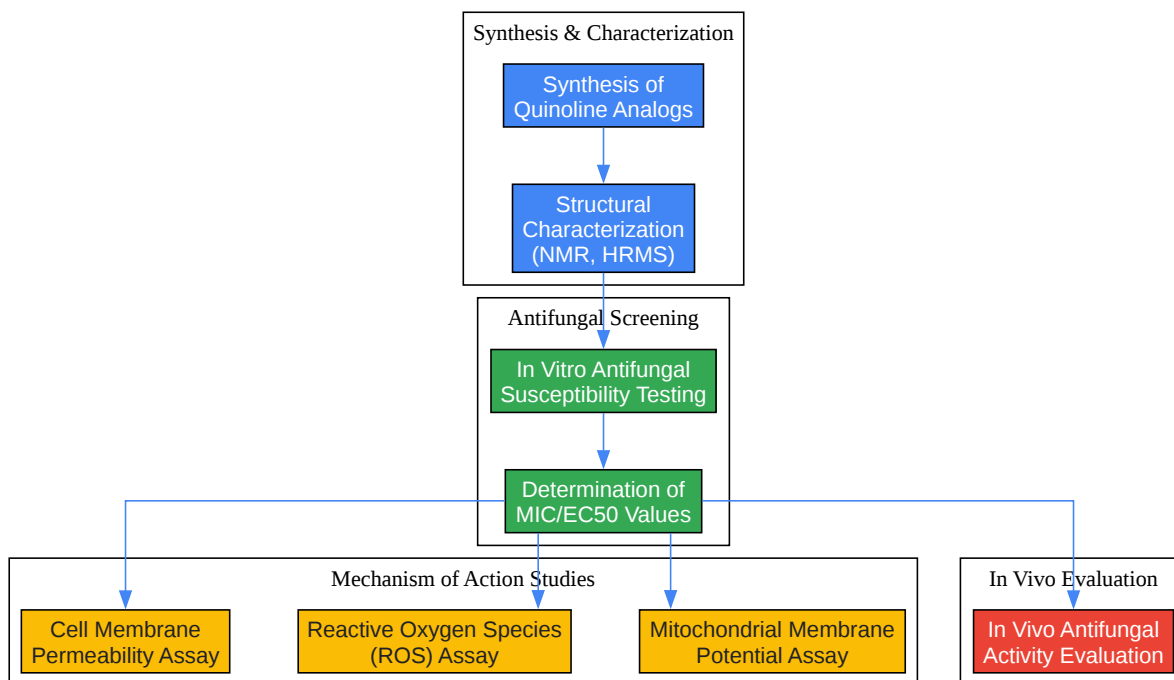 Synthesis & Characterization
Synthesis of
Quinoline Analogs
Structural
Characterization
(NMR, HRMS)
Antifungal Screening
In Vitro Antifungal
Susceptibility Testing
Determination of
MIC/EC50 Values
Mechanism of Action Studies
Cell Membrane
Permeability Assay
Reactive Oxygen Species
(ROS) Assay
Mitochondrial Membrane
Potential Assay
In Vivo Evaluation
In Vivo Antifungal
Activity Evaluation